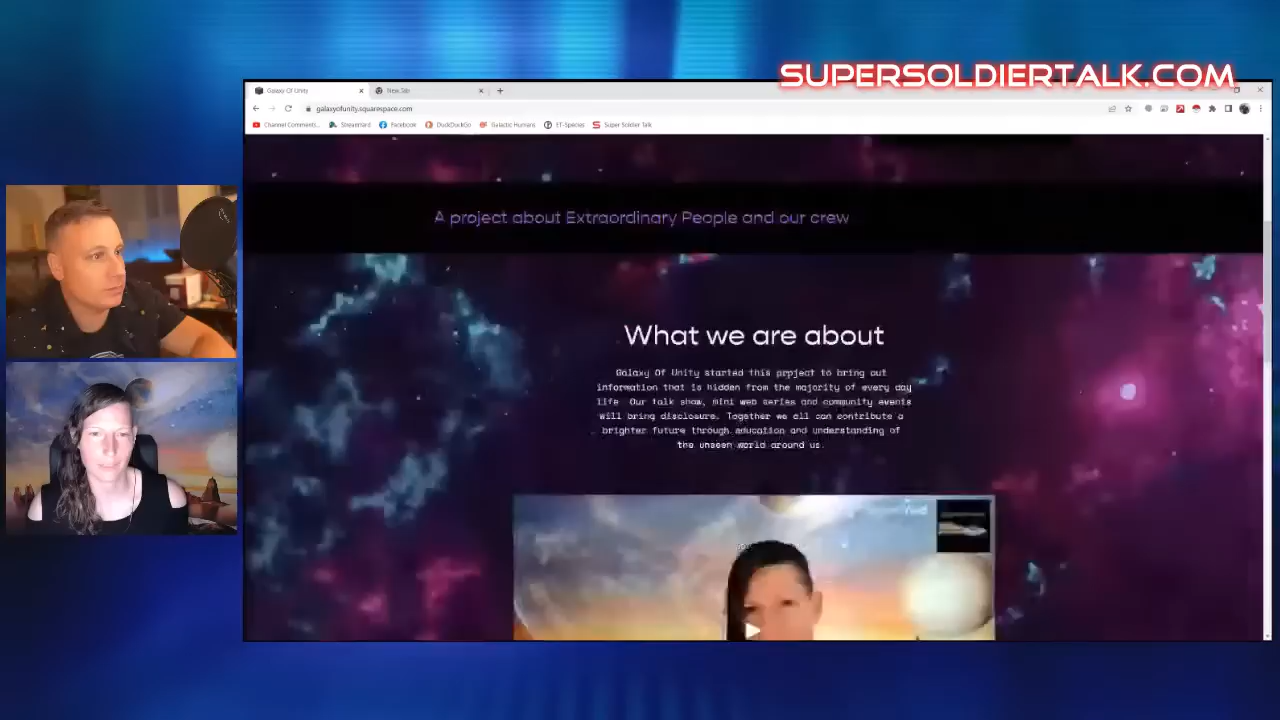 SUPERSOLDIERTALK.COM
Galaxy Of Unity
New Tab
galaxyofunity.squarespace.com
Channel Comments...
StreamYard
Facebook
DuckDuckGo
Galactic Humans
ET-Species
Super Soldier Talk
A project about Extraordinary People and our crew
What we are about
Galaxy Of Unity started this project to bring out
information that is hidden from the majority of every day
life Our talk show, mini web series and community events
will bring disclosure. Together we all can contribute a
brighter future through education and understanding of
the unseen world around us.